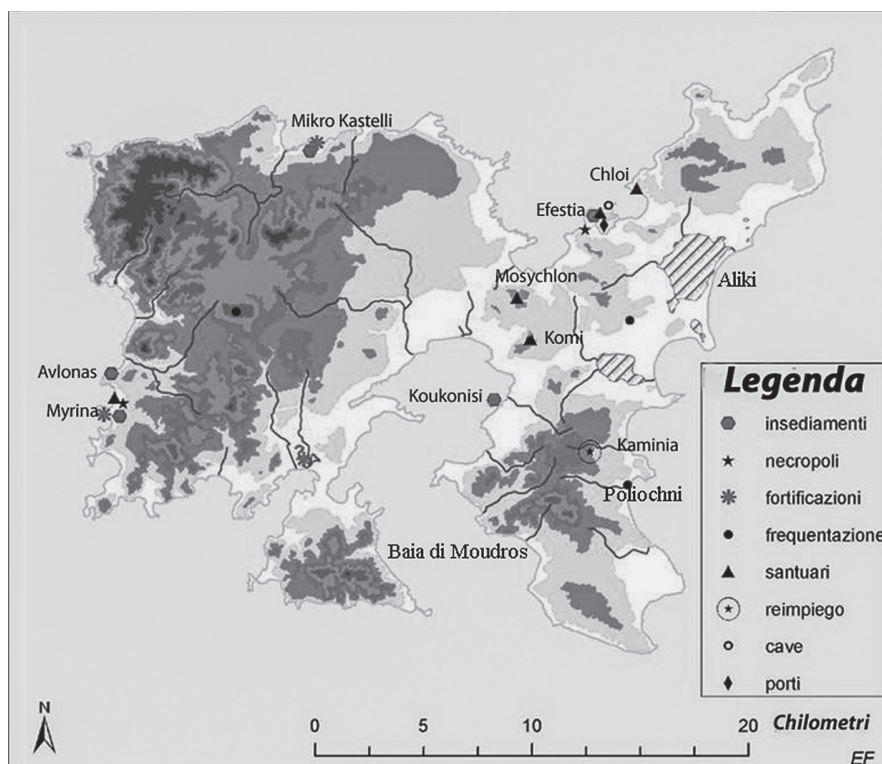 Mikro Kastelli
Chloi
Efestia
Mosychlon
Aliki
Komi
Avlonas
Koukonisi
Myrina
Kaminia
Poliochni
Baia di Moudros
Legenda
insediamenti
necropoli
fortificazioni
frequentazione
santuari
reimpiego
cave
porti
N
0 5 10 20
Chilometri
EF